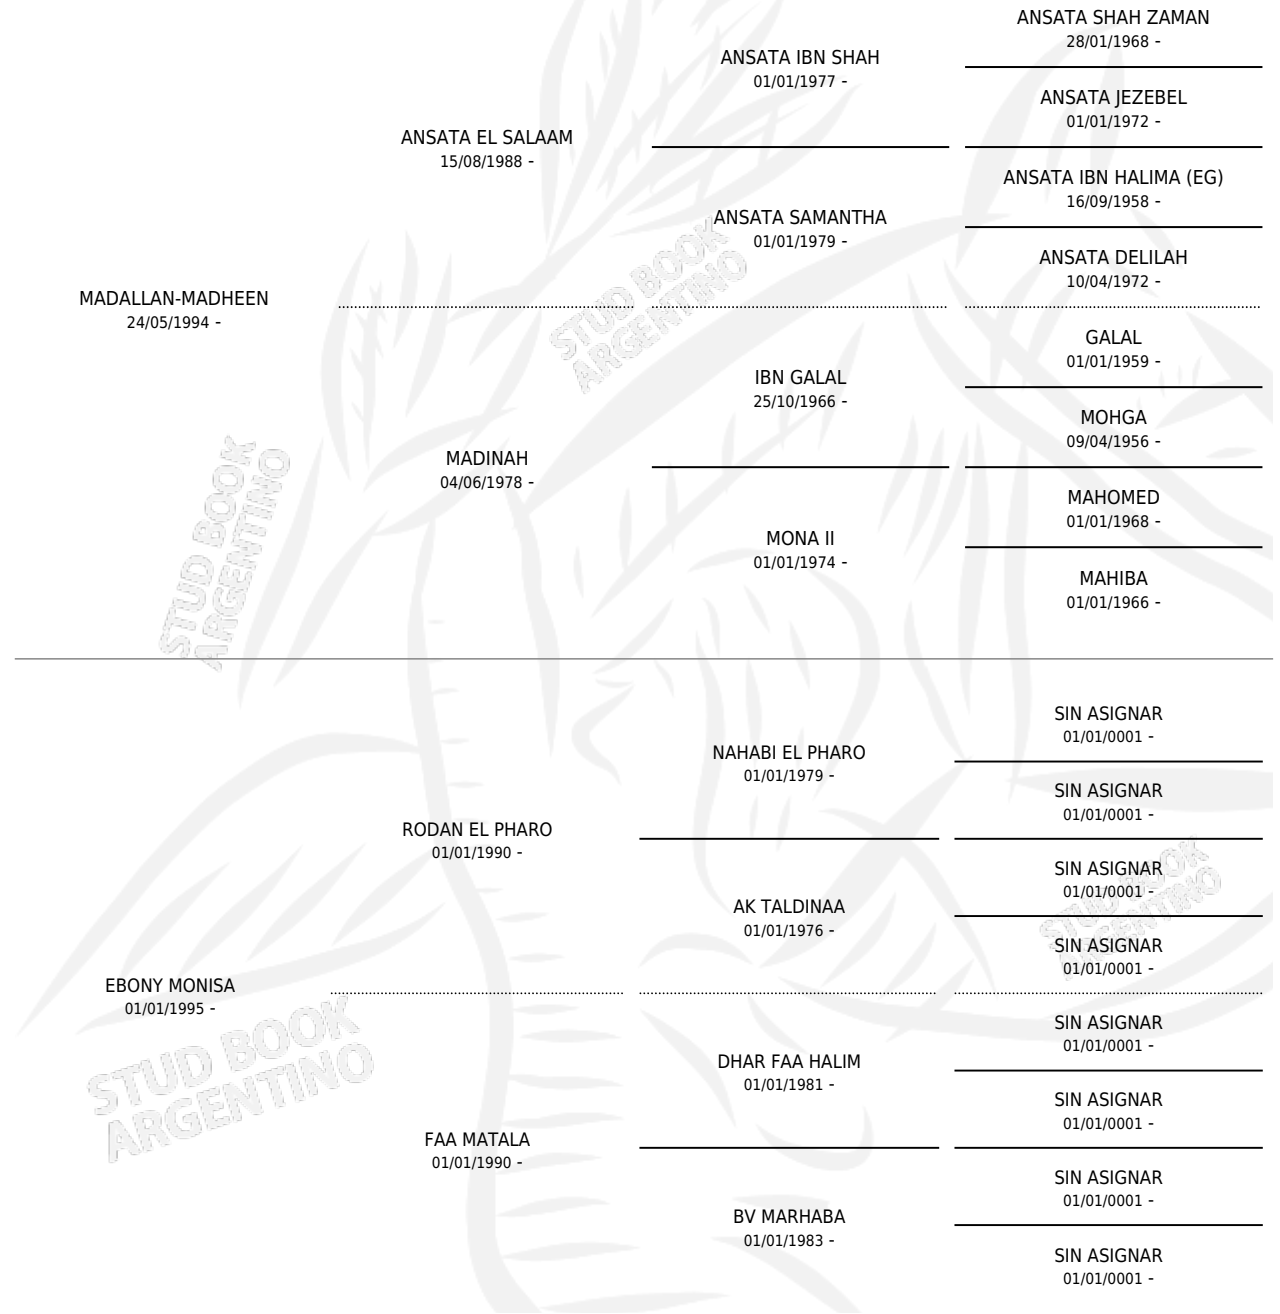 ANSATA SHAH ZAMAN
28/01/1968 -
ANSATA IBN SHAH
01/01/1977 -
ANSATA JEZEBEL
01/01/1972 -
ANSATA EL SALAAM
15/08/1988 -
ANSATA IBN HALIMA (EG)
16/09/1958 -
ANSATA SAMANTHA
01/01/1979 -
ANSATA DELILAH
10/04/1972 -
MADALLAN-MADHEEN
24/05/1994 -
GALAL
01/01/1959 -
IBN GALAL
25/10/1966 -
MOHGA
09/04/1956 -
MADINAH
04/06/1978 -
MAHOMED
01/01/1968 -
MONA II
01/01/1974 -
MAHIBA
01/01/1966 -
SIN ASIGNAR
01/01/0001 -
NAHABI EL PHARO
01/01/1979 -
SIN ASIGNAR
01/01/0001 -
RODAN EL PHARO
01/01/1990 -
SIN ASIGNAR
01/01/0001 -
AK TALDINAA
01/01/1976 -
SIN ASIGNAR
01/01/0001 -
EBONY MONISA
01/01/1995 -
SIN ASIGNAR
01/01/0001 -
DHAR FAA HALIM
01/01/1981 -
SIN ASIGNAR
01/01/0001 -
FAA MATALA
01/01/1990 -
SIN ASIGNAR
01/01/0001 -
BV MARHABA
01/01/1983 -
SIN ASIGNAR
01/01/0001 -
STUD BOOK
ARGENTINO
STUD BOOK
ARGENTINO
STUD BOOK
ARGENTINO
STUD BOOK
ARGENTINO